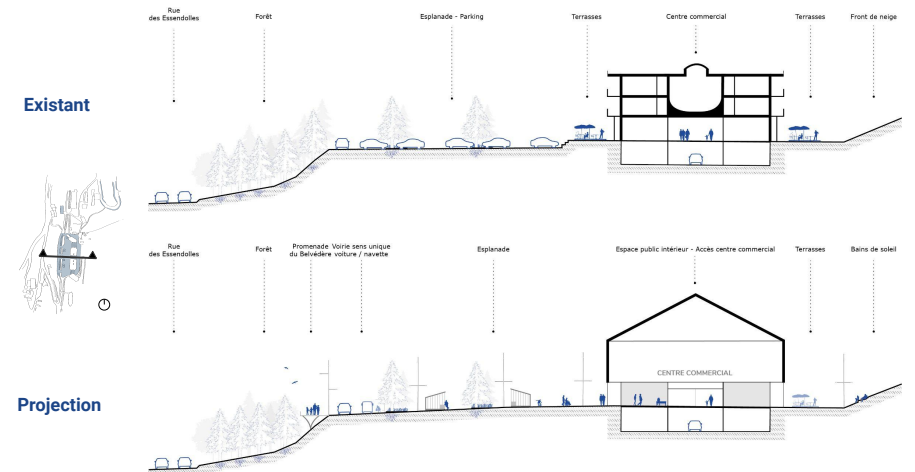 Rue
des Essendolles
Forêt
Esplanade - Parking
Terrasses
Centre commercial
Terrasses
Front de neige
Existant
Rue
des Essendolles
Forêt
Promenade
du Belvédère
Voirie sens unique
voiture / navette
Esplanade
Espace public intérieur - Accès centre commercial
Terrasses
Bains de soleil
CENTRE COMMERCIAL
Projection